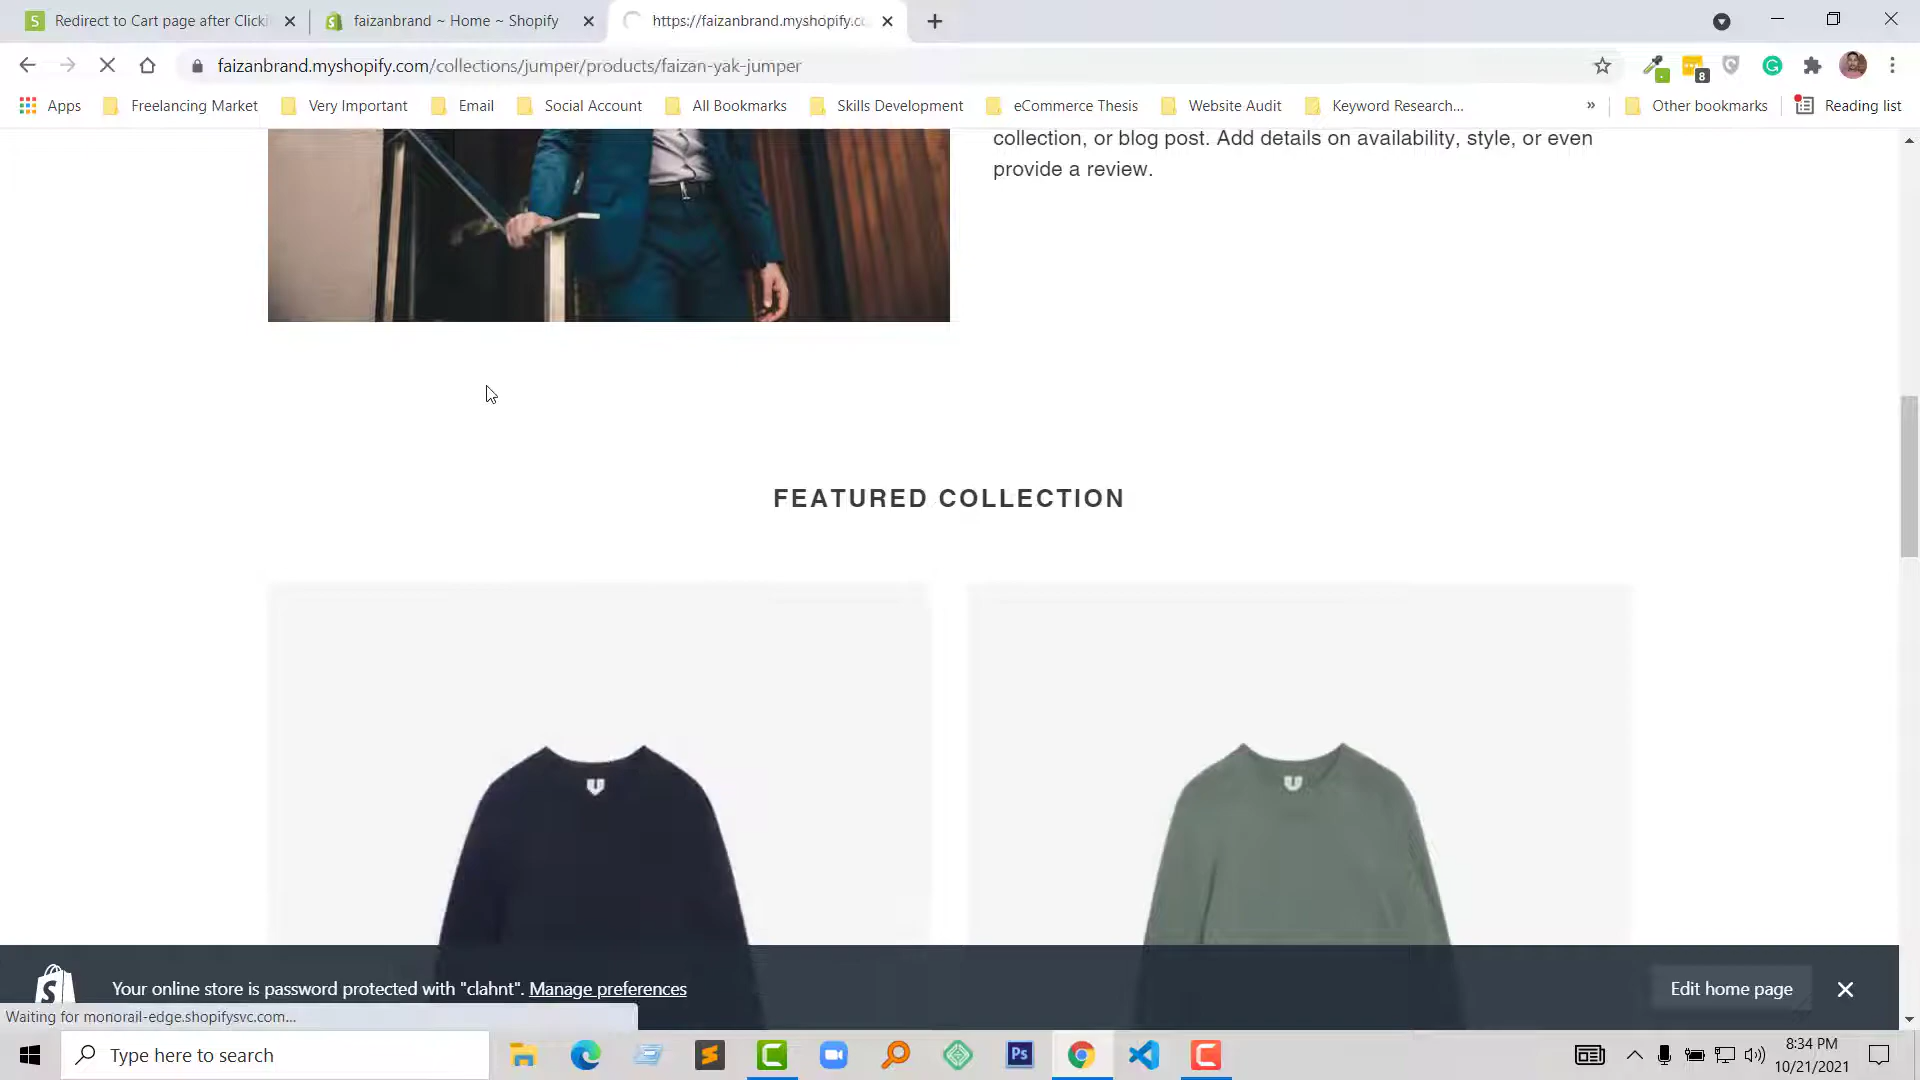 Redirect to Cart page after Clicki
faizanbrand ~ Home ~ Shopify
https://faizanbrand.myshopify.co
faizanbrand.myshopify.com/collections/jumper/products/faizan-yak-jumper
8
Apps
Freelancing Market
Very Important
Email
Social Account
All Bookmarks
Skills Development
eCommerce Thesis
Website Audit
Keyword Research...
»
Other bookmarks
Reading list
collection, or blog post. Add details on availability, style, or even
provide a review.
FEATURED COLLECTION
Your online store is password protected with "clahnt". Manage preferences
Edit home page
Waiting for monorail-edge.shopifysvc.com...
Type here to search
Ps
8:34 PM
10/21/2021